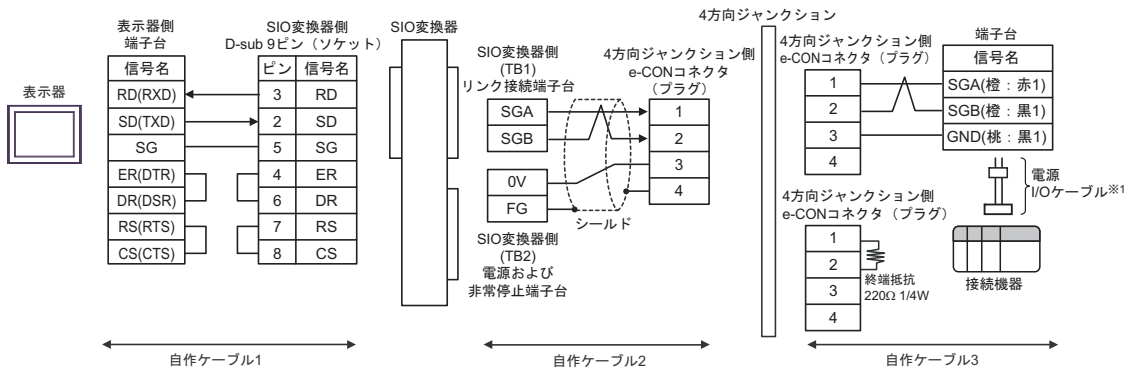 表示器
表示器側
端子台
信号名
RD(RXD)
SD(TXD)
SG
ER(DTR)
DR(DSR)
RS(RTS)
CS(CTS)
SIO変換器側
D-sub 9ピン（ソケット）
ピン 信号名
3 RD
2 SD
5 SG
4 ER
6 DR
7 RS
8 CS
自作ケーブル1
SIO変換器
SIO変換器側
(TB1)
リンク接続端子台
SGA
SGB
0V
FG
SIO変換器側
(TB2)
電源および
非常停止端子台
シールド
4方向ジャンクション側
e-CONコネクタ
（プラグ）
1
2
3
4
自作ケーブル2
4方向ジャンクション
4方向ジャンクション側
e-CONコネクタ（プラグ）
1
2
3
4
端子台
信号名
SGA(橙：赤1)
SGB(橙：黒1)
GND(桃：黒1)
電源
I/Oケーブル※1
接続機器
4方向ジャンクション側
e-CONコネクタ（プラグ）
1
2
3
4
終端抵抗
220Ω 1/4W
自作ケーブル3